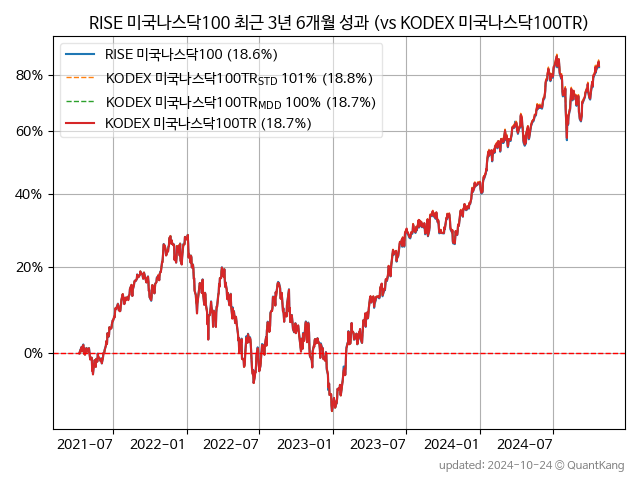 RISE 미국나스닥100 최근 3년 6개월 성과 (vs KODEX 미국나스닥100TR)
RISE 미국나스닥100 (18.6%)
KODEX 미국나스닥100TR_STD 101% (18.8%)
KODEX 미국나스닥100TR_MDD 100% (18.7%)
KODEX 미국나스닥100TR (18.7%)
80%
60%
40%
20%
0%
2021-07 2022-01 2022-07 2023-01 2023-07 2024-01 2024-07
updated: 2024-10-24 © QuantKang